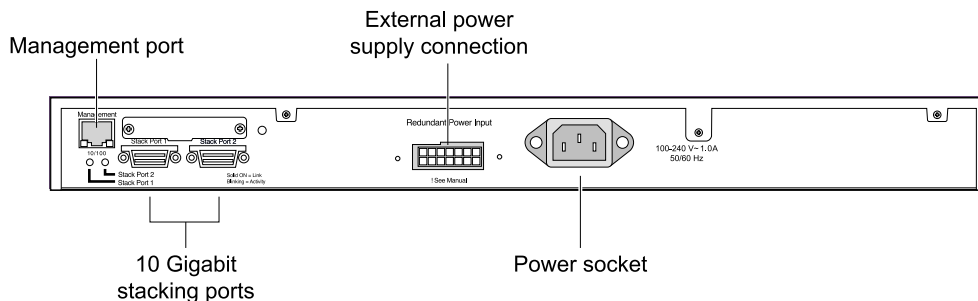 External power
supply connection
Management port
Management
Redundant Power Input
Stack Port 1
Stack Port 2
10/100
100-240 V~ 1.0A
50/60 Hz
Stack Port 2
Stack Port 1
Solid ON = Link
Blinking = Activity
! See Manual
10 Gigabit
stacking ports
Power socket